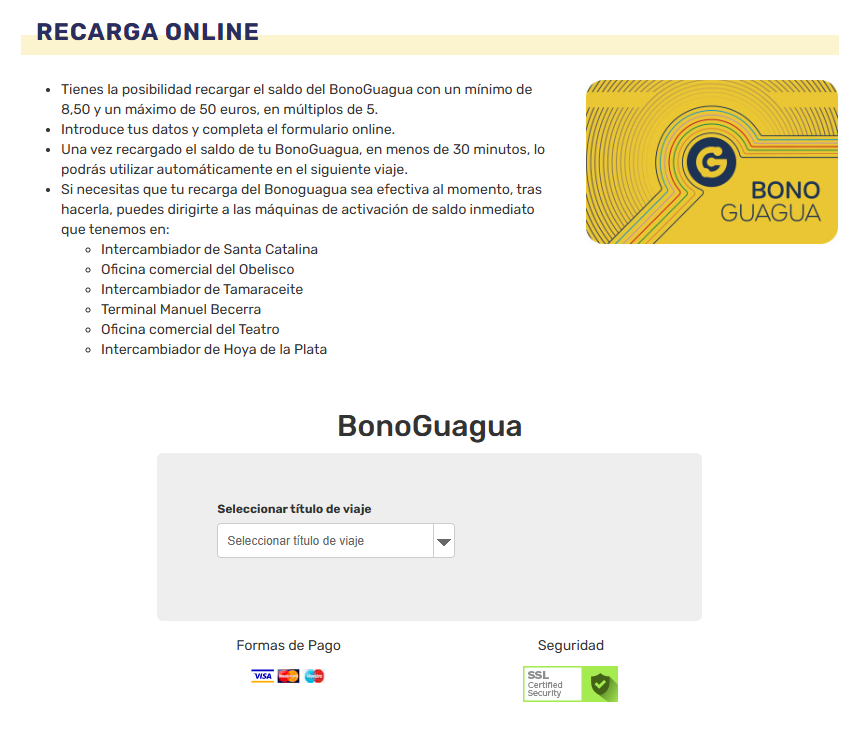 RECARGA ONLINE
Tienes la posibilidad recargar el saldo del BonoGuagua con un mínimo de
8,50 y un máximo de 50 euros, en múltiplos de 5.
Introduce tus datos y completa el formulario online.
Una vez recargado el saldo de tu BonoGuagua, en menos de 30 minutos, lo
podrás utilizar automáticamente en el siguiente viaje.
Si necesitas que tu recarga del Bonoguagua sea efectiva al momento, tras
hacerla, puedes dirigirte a las máquinas de activación de saldo inmediato
que tenemos en:
Intercambiador de Santa Catalina
Oficina comercial del Obelisco
Intercambiador de Tamaraceite
Terminal Manuel Becerra
Oficina comercial del Teatro
Intercambiador de Hoya de la Plata
G
BONO
GUAGUA
BonoGuagua
Seleccionar título de viaje
Seleccionar título de viaje
Formas de Pago
VISA
Seguridad
SSL
Certified
Security